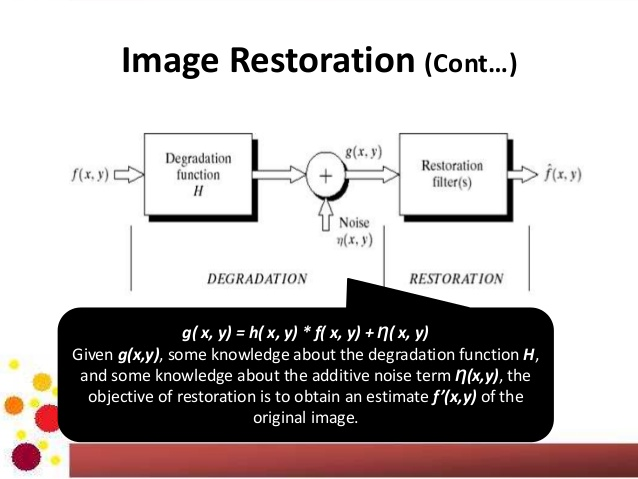 Image Restoration (Cont…)
f(x, y)
Degradation
function
H
+
g(x, y)
Noise
η(x, y)
Restoration
filter(s)
f̂(x, y)
DEGRADATION
RESTORATION
g( x, y) = h( x, y) * f( x, y) + Ƞ( x, y)
Given g(x,y), some knowledge about the degradation function H,
and some knowledge about the additive noise term Ƞ(x,y), the
objective of restoration is to obtain an estimate f’(x,y) of the
original image.